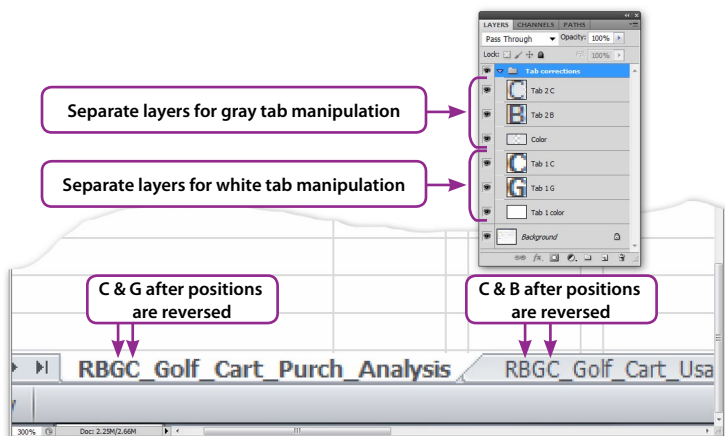 LAYERS CHANNELS PATHS
Pass Through Opacity: 100%
Lock: Fill: 100%
Tab corrections
Tab 2 C
Tab 2 B
Color
Tab 1 C
Tab 1 G
Tab 1 color
Background
fx
Separate layers for gray tab manipulation
Separate layers for white tab manipulation
C & G after positions
are reversed
C & B after positions
are reversed
RBGC_Golf_Cart_Purch_Analysis
RBGC_Golf_Cart_Usa
300% Doc: 2.25M/2.66M